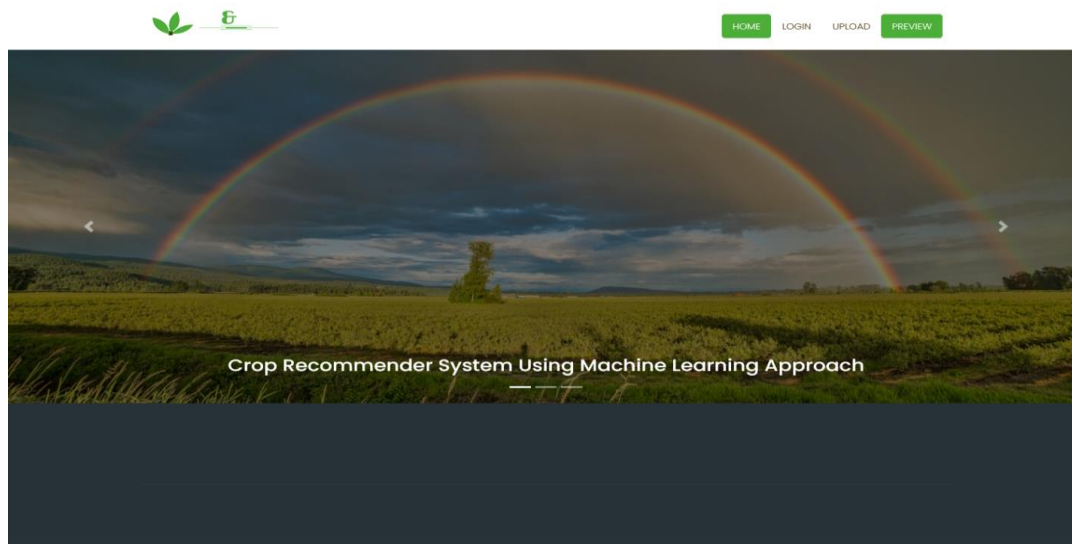 &
HOME LOGIN UPLOAD PREVIEW
Crop Recommender System Using Machine Learning Approach